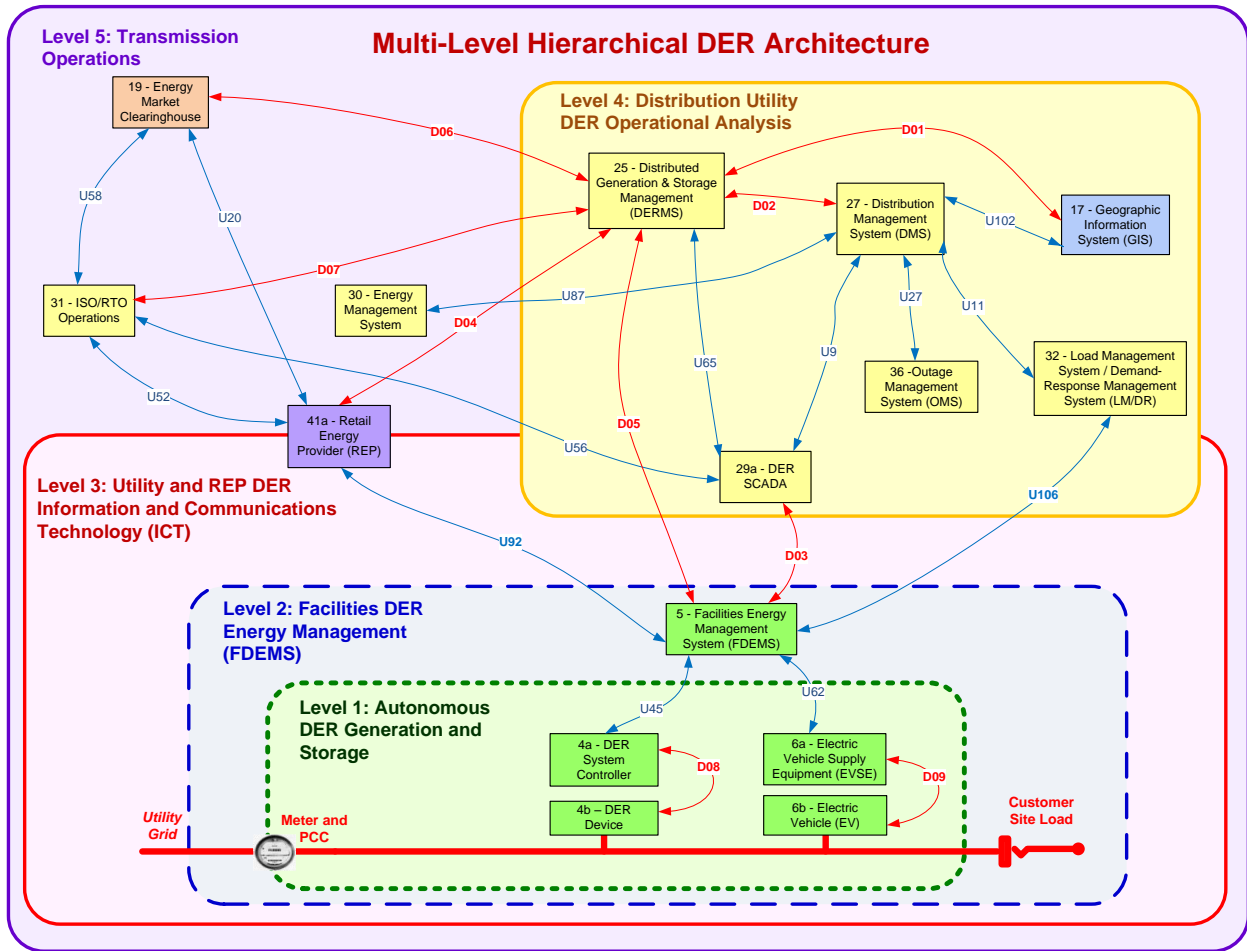 Level 5: Transmission
Operations
Multi-Level Hierarchical DER Architecture
19 - Energy
Market
Clearinghouse
Level 4: Distribution Utility
DER Operational Analysis
D06
D01
25 - Distributed
Generation & Storage
Management
(DERMS)
D02
27 - Distribution
Management
System (DMS)
U102
17 - Geographic
Information
System (GIS)
U58
U20
D07
31 - ISO/RTO
Operations
30 - Energy
Management
System
U87
U27
U11
D04
U65
U9
32 - Load Management
System / Demand-
Response Management
System (LM/DR)
36 -Outage
Management
System (OMS)
U52
41a - Retail
Energy
Provider (REP)
D05
U56
29a - DER
SCADA
Level 3: Utility and REP DER
Information and Communications
Technology (ICT)
U106
U92
D03
Level 2: Facilities DER
Energy Management
(FDEMS)
5 - Facilities Energy
Management
System (FDEMS)
U62
U45
Level 1: Autonomous
DER Generation and
Storage
4a - DER
System
Controller
D08
6a - Electric
Vehicle Supply
Equipment (EVSE)
D09
4b – DER
Device
6b - Electric
Vehicle (EV)
Utility
Grid
Meter and
PCC
Customer
Site Load